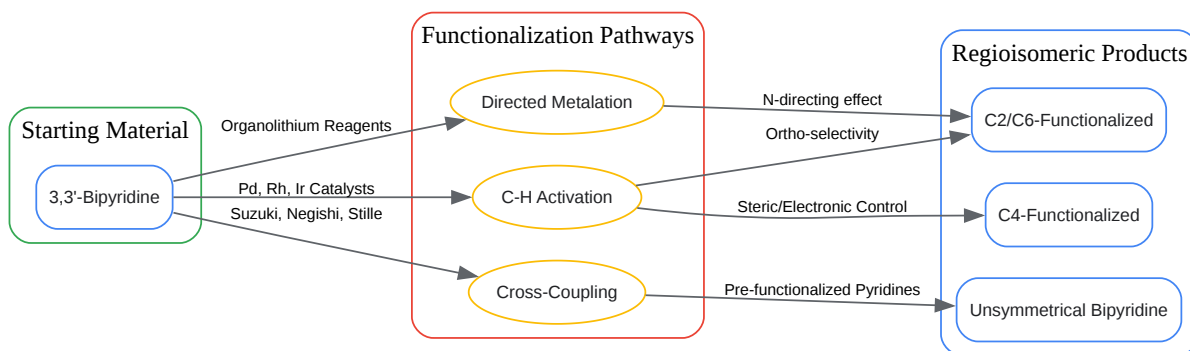 Functionalization Pathways
Regioisomeric Products
Starting Material
Directed Metalation
N-directing effect
C2/C6-Functionalized
Organolithium Reagents
Ortho-selectivity
3,3'-Bipyridine
Pd, Rh, Ir Catalysts
C-H Activation
Steric/Electronic Control
C4-Functionalized
Suzuki, Negishi, Stille
Cross-Coupling
Pre-functionalized Pyridines
Unsymmetrical Bipyridine